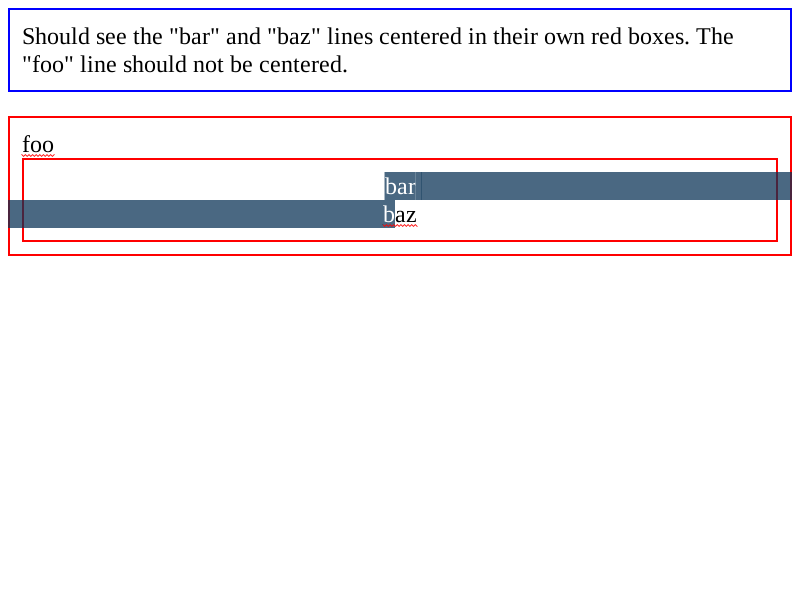 Should see the "bar" and "baz" lines centered in their own red boxes. The
"foo" line should not be centered.
foo
bar
baz